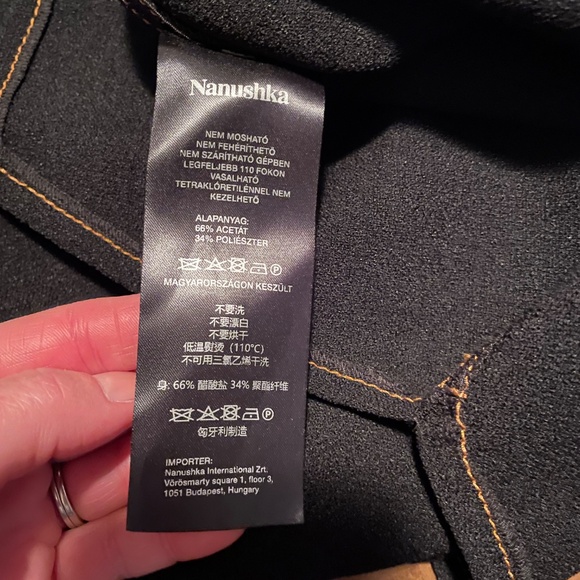 Nanushka
NEM MOSHATÓ
NEM FEHÉRÍTHETŐ
NEM SZÁRÍTHATÓ GÉPBEN
LEGFELJEBB 110 FOKON
VASALHATÓ
TETRAKLÓRETILÉNNEL NEM
KEZELHETŐ
ALAPANYAG:
66% ACETÁT
34% POLIÉSZTER
P
MAGYARORSZÁGON KÉSZÜLT
不要洗
不要漂白
不要烘干
低温熨烫 (110°C)
不可用三氯乙烯干洗
身: 66% 醋酸盐 34% 聚酯纤维
P
匈牙利制造
IMPORTER:
Nanushka International Zrt.
Vörösmarty square 1, floor 3,
1051 Budapest, Hungary